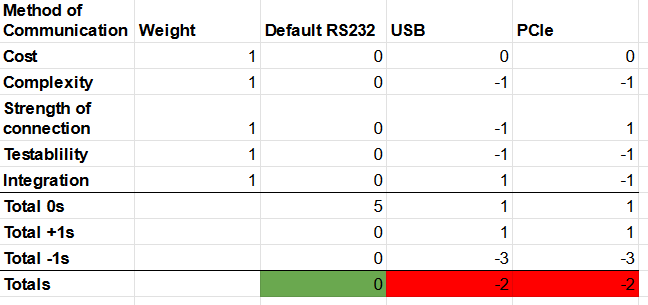 Method of
Communication Weight Default RS232 USB PCIe
Cost 1 0 0 0
Complexity 1 0 -1 -1
Strength of
connection 1 0 -1 1
Testablility 1 0 -1 -1
Integration 1 0 1 -1
Total 0s 5 1 1
Total +1s 0 1 1
Total -1s 0 -3 -3
Totals 0 -2 -2